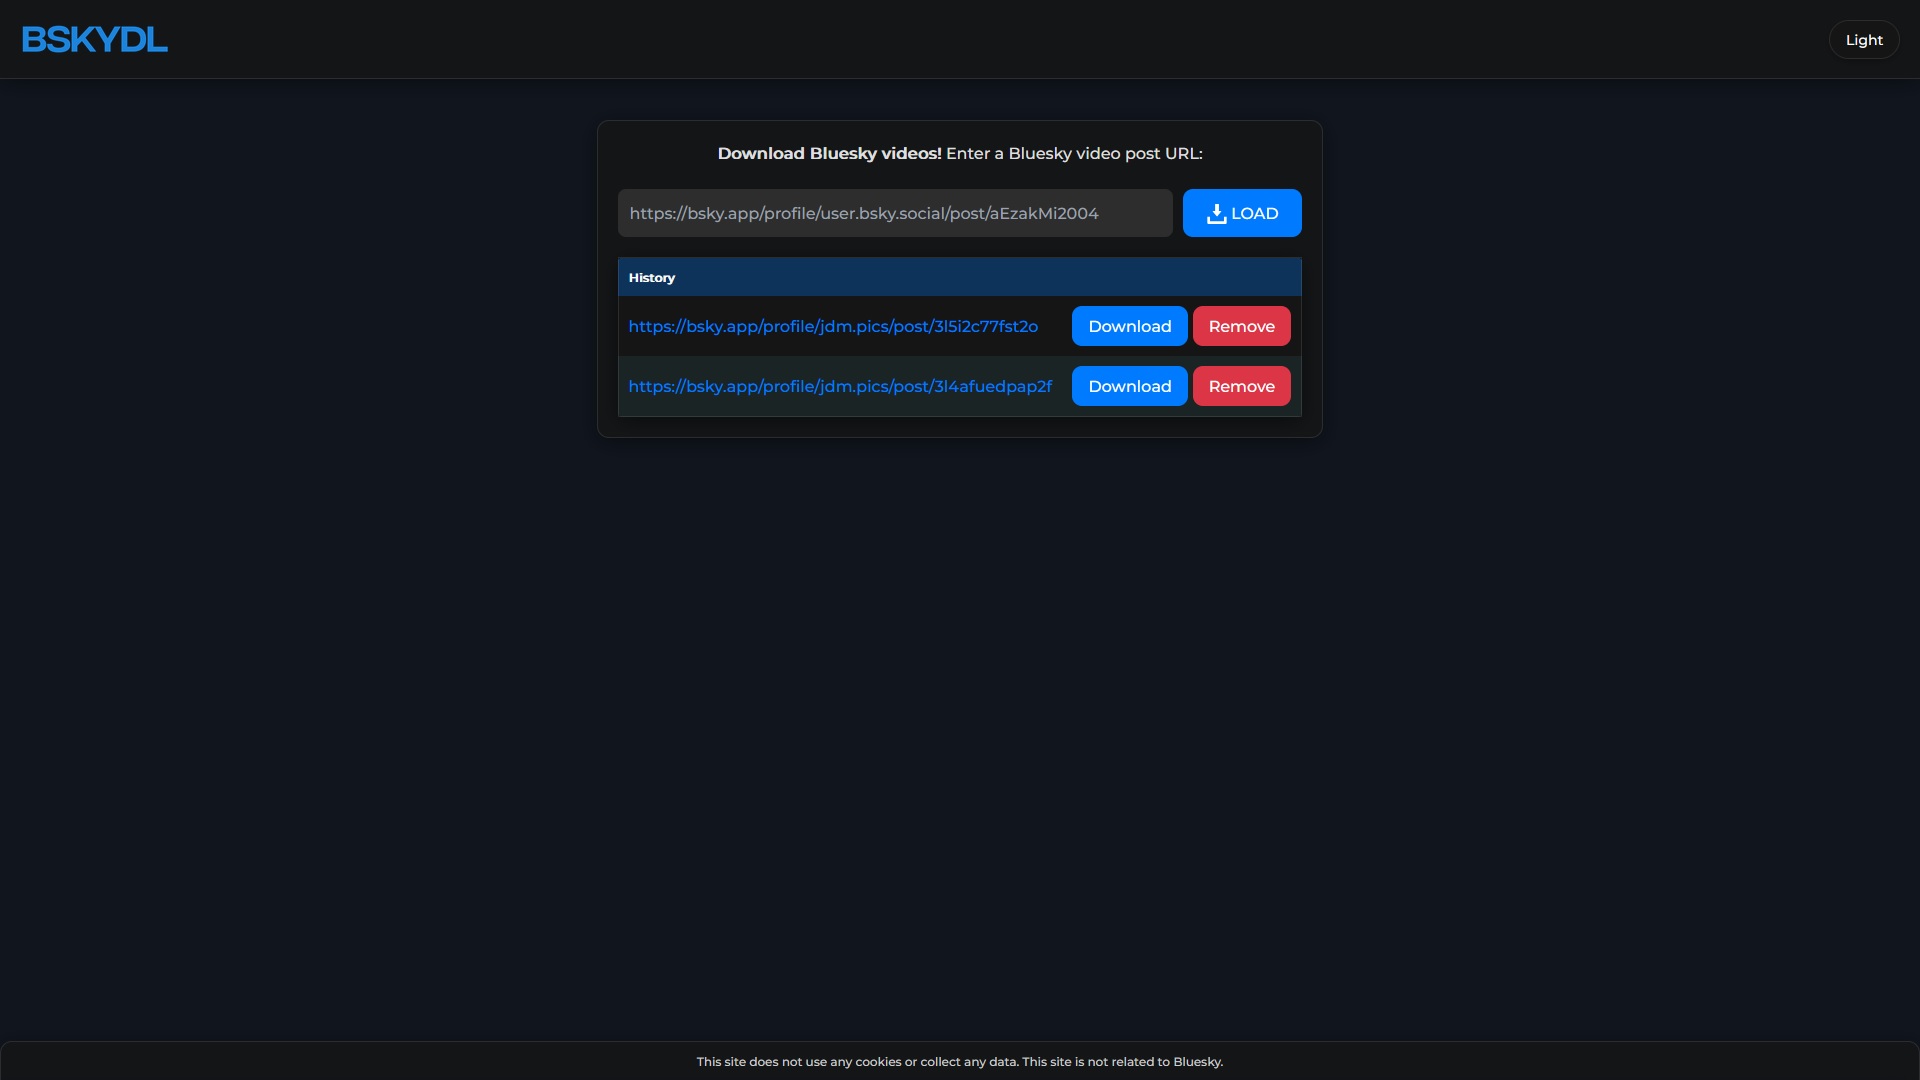 BSKYDL
Light
Download Bluesky videos! Enter a Bluesky video post URL:
https://bsky.app/profile/user.bsky.social/post/aEzakMi2004
LOAD
History
https://bsky.app/profile/jdm.pics/post/3l5i2c77fst2o Download Remove
https://bsky.app/profile/jdm.pics/post/3l4afuedpap2f Download Remove
This site does not use any cookies or collect any data. This site is not related to Bluesky.